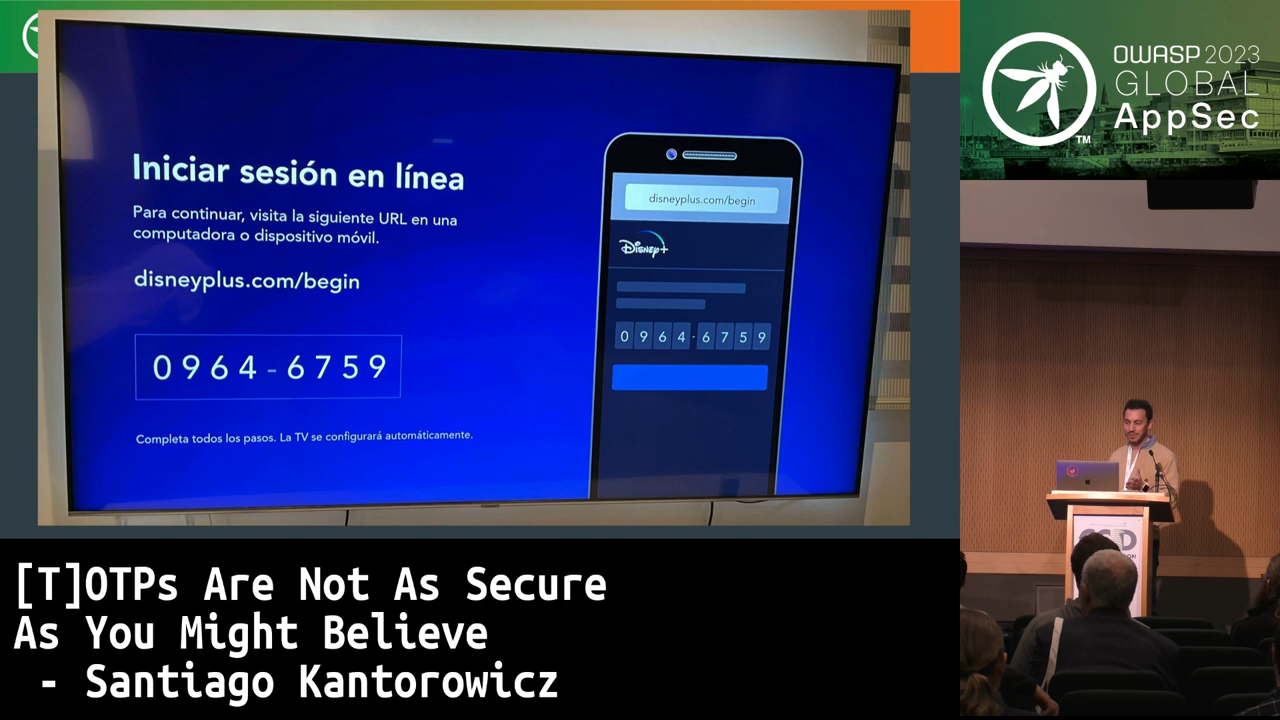 Iniciar sesión en línea
Para continuar, visita la siguiente URL en una
computadora o dispositivo móvil.
disneyplus.com/begin
0964-6759
Completa todos los pasos. La TV se configurará automáticamente.
disneyplus.com/begin
Disney+
0964-6759
OWASP 2023
GLOBAL
AppSec
TM
[T]OTPs Are Not As Secure
As You Might Believe
- Santiago Kantorowicz